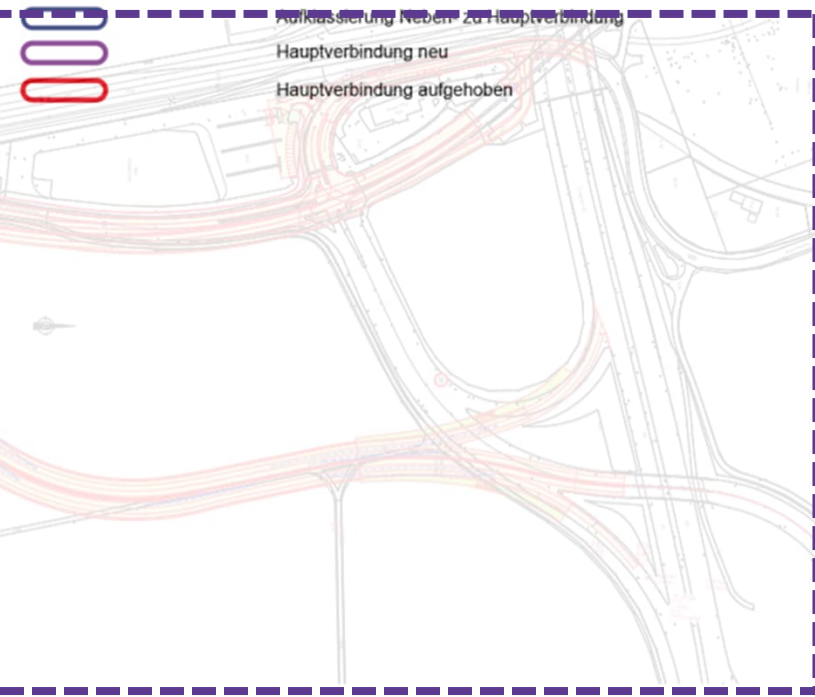 Aufklassierung Neben- zu Hauptverbindung
Hauptverbindung neu
Hauptverbindung aufgehoben